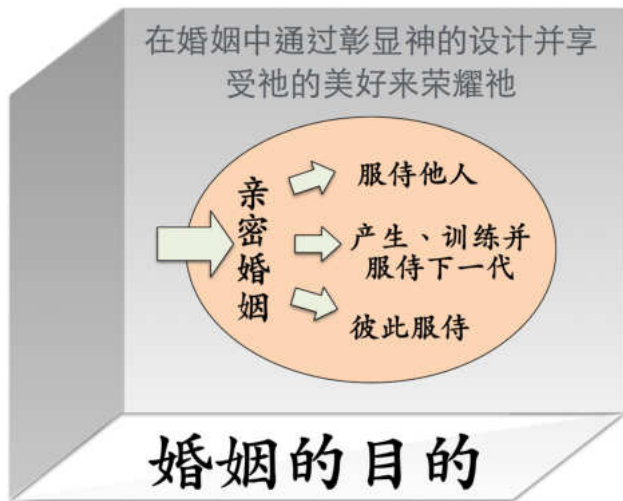 在婚姻中通过彰显神的设计并享
受祂的美好来荣耀祂
亲密婚姻
服侍他人
产生、训练并
服侍下一代
彼此服侍
婚姻的目的